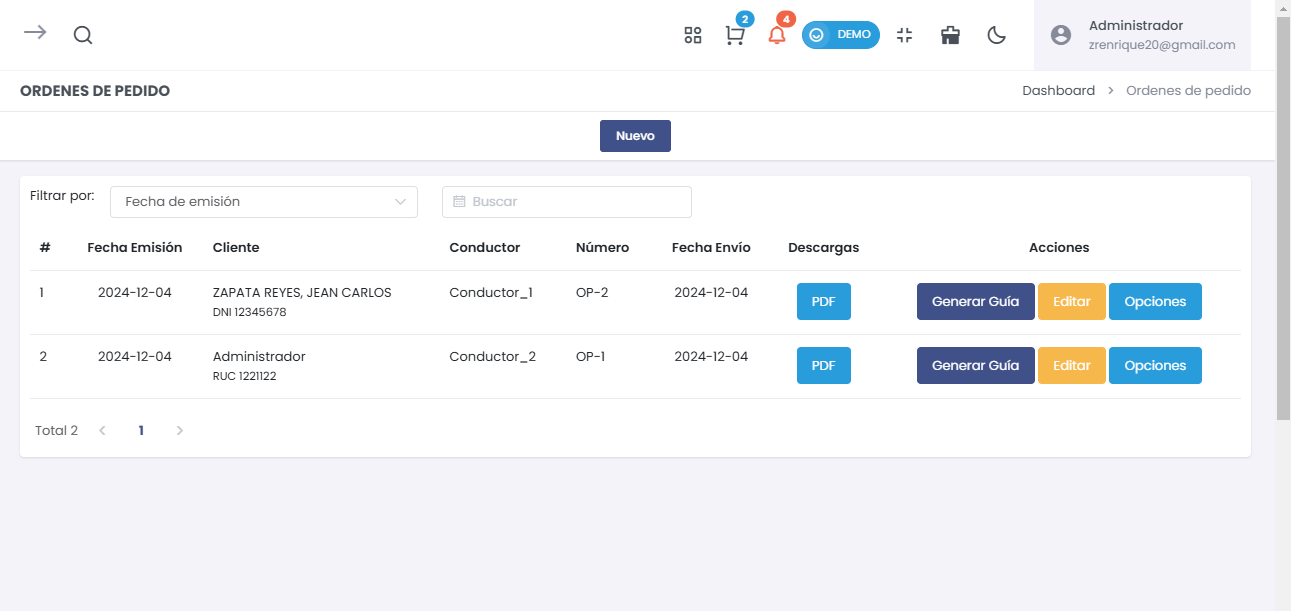 2 4 DEMO Administrador
zrenrique20@gmail.com
ORDENES DE PEDIDO Dashboard > Ordenes de pedido
Nuevo
Filtrar por: Fecha de emisión Buscar
# Fecha Emisión Cliente Conductor Número Fecha Envío Descargas Acciones
1 2024-12-04 ZAPATA REYES, JEAN CARLOS Conductor_1 OP-2 2024-12-04 PDF Generar Guía Editar Opciones
DNI 12345678
2 2024-12-04 Administrador Conductor_2 OP-1 2024-12-04 PDF Generar Guía Editar Opciones
RUC 1221122
Total 2 < 1 >